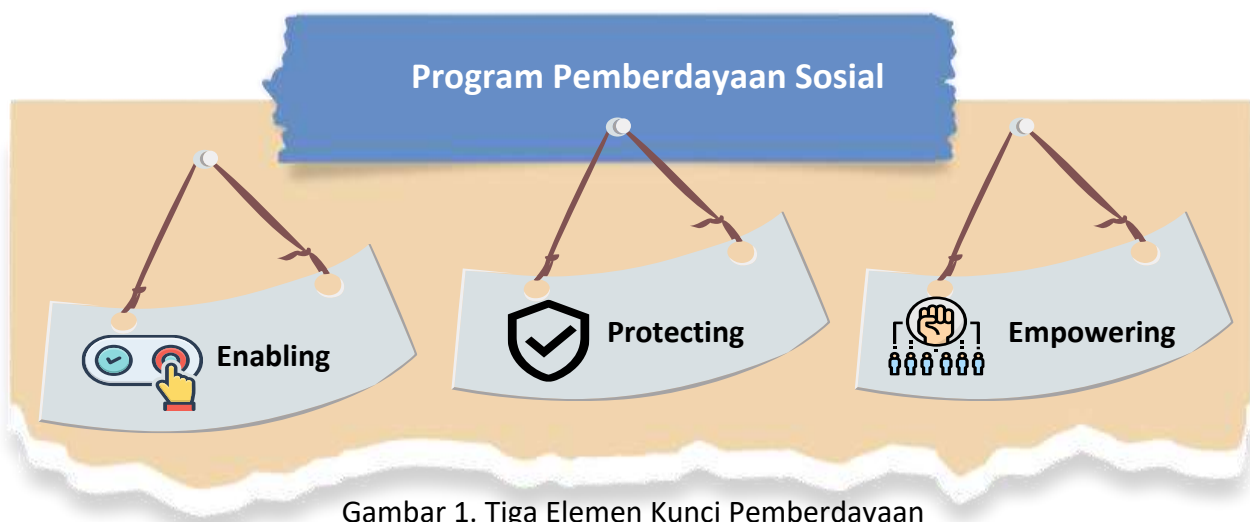 Program Pemberdayaan Sosial
Enabling
Protecting
Empowering
Gambar 1. Tiga Elemen Kunci Pemberdayaan